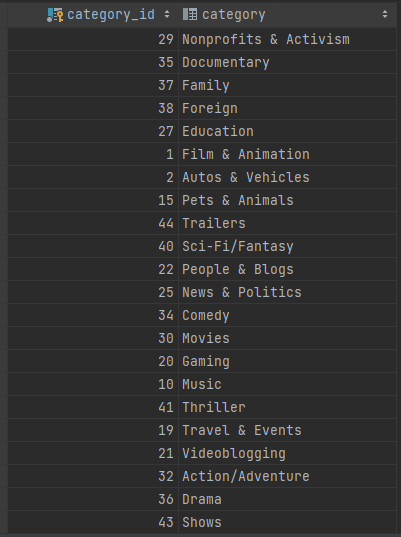 category_id category
29 Nonprofits & Activism
35 Documentary
37 Family
38 Foreign
27 Education
1 Film & Animation
2 Autos & Vehicles
15 Pets & Animals
44 Trailers
40 Sci-Fi/Fantasy
22 People & Blogs
25 News & Politics
34 Comedy
30 Movies
20 Gaming
10 Music
41 Thriller
19 Travel & Events
21 Videoblogging
32 Action/Adventure
36 Drama
43 Shows